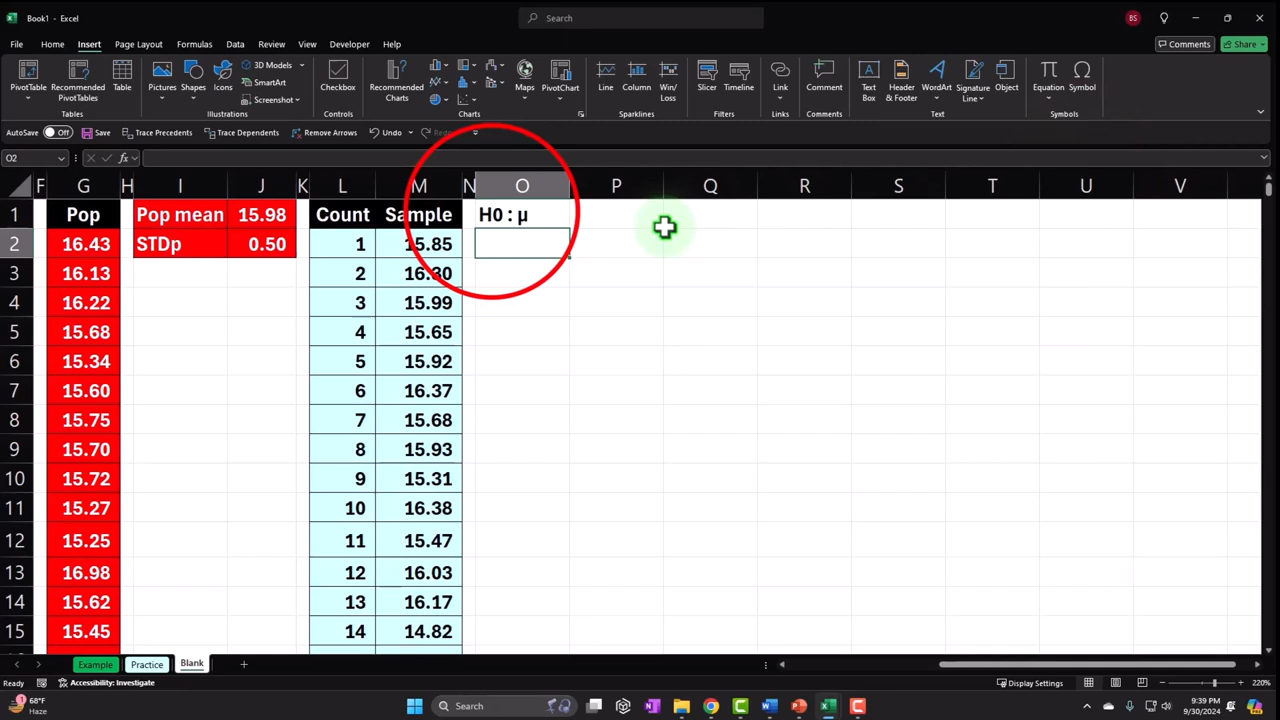 Book1 - Excel
Search
BS
File Home Insert Page Layout Formulas Data Review View Developer Help
Comments Share
PivotTable
Recommended PivotTables
Table
Pictures
Shapes
Icons
3D Models
SmartArt
Screenshot
Checkbox
Recommended Charts
Maps
PivotChart
Line
Column
Win/ Loss
Slicer
Timeline
Link
Comment
Text Box
Header & Footer
WordArt
Signature Line
Object
Equation
Symbol
Tables Illustrations Controls Charts Tours Sparklines Filters Links Comments Text Symbols
AutoSave Off Save Trace Precedents Trace Dependents Remove Arrows Undo Redo
O2 fx
F G H I J K L M N O P Q R S T U V
1 Pop Pop mean 15.98 Count Sample H0 : µ
2 16.43 STDp 0.50 1 15.85
3 16.13 2 16.30
4 16.22 3 15.99
5 15.68 4 15.65
6 15.34 5 15.92
7 15.60 6 16.37
8 15.75 7 15.68
9 15.70 8 15.93
10 15.72 9 15.31
11 15.27 10 16.38
12 15.25 11 15.47
13 16.98 12 16.03
14 15.62 13 16.17
15 15.45 14 14.82
Example Practice Blank
Ready Accessibility: Investigate Display Settings 220%
1 68°F
Haze
Search
9:39 PM
9/30/2024